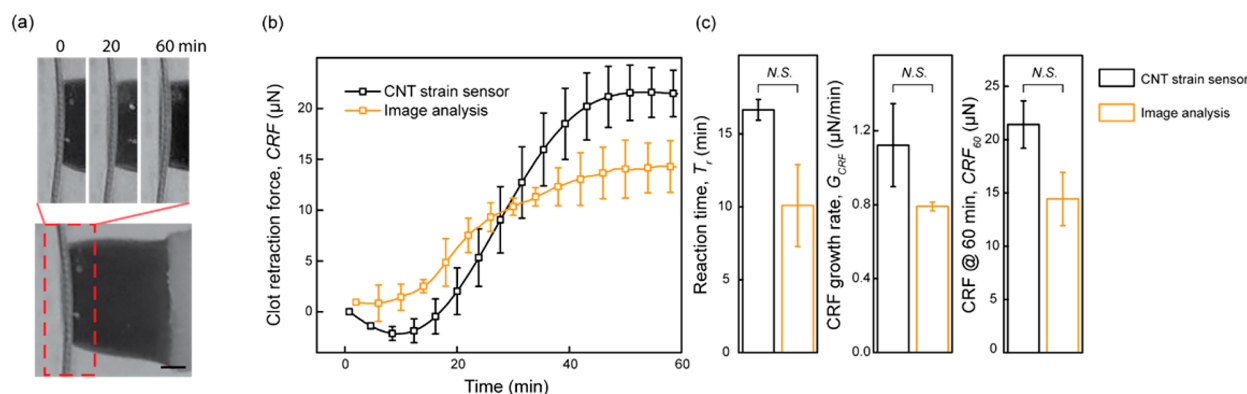 (a)
0 20 60 min
(b)
Clot retraction force, CRF (µN)
20
10
0
CNT strain sensor
Image analysis
0 20 40 60
Time (min)
(c)
Reaction time, Tr (min)
15
10
5
0
N.S.
CRF growth rate, GCRF (µN/min)
1.2
0.8
0.4
0.0
N.S.
CRF @ 60 min, CRF60 (µN)
25
20
15
10
5
0
N.S.
CNT strain sensor
Image analysis